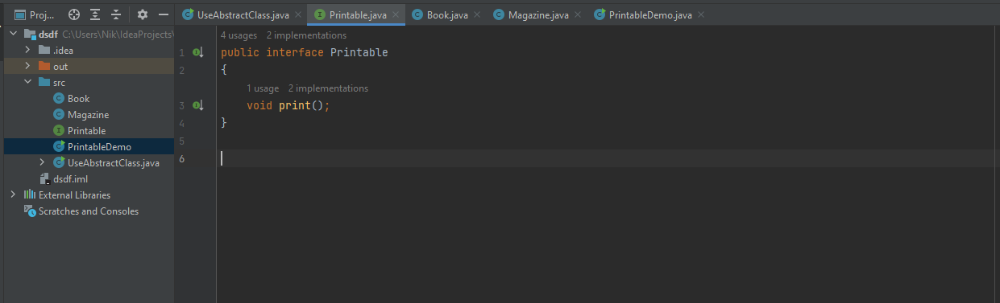 Proj...
UseAbstractClass.java
Printable.java
Book.java
Magazine.java
PrintableDemo.java
dsdf C:\Users\Nik\IdeaProjects\
.idea
out
src
Book
Magazine
Printable
PrintableDemo
UseAbstractClass.java
dsdf.iml
External Libraries
Scratches and Consoles
4 usages 2 implementations
1 public interface Printable
2 {
1 usage 2 implementations
3 void print();
4 }
5
6